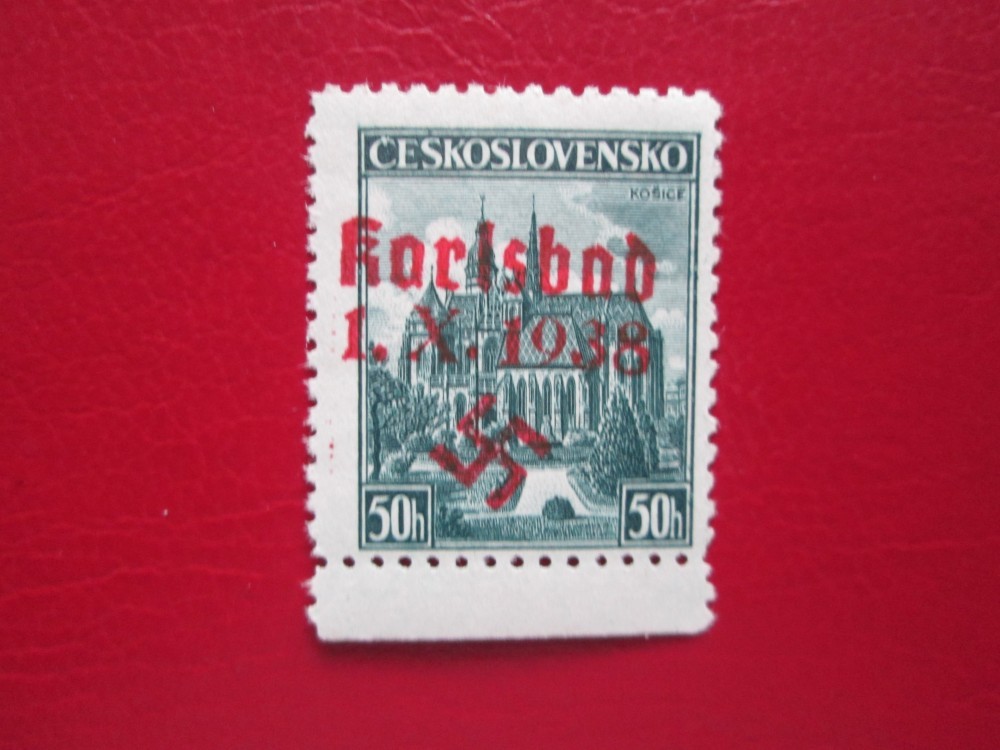 ČESKOSLOVENSKO
KOŠICE
Karlsbad
1. X. 1938
50h 50h